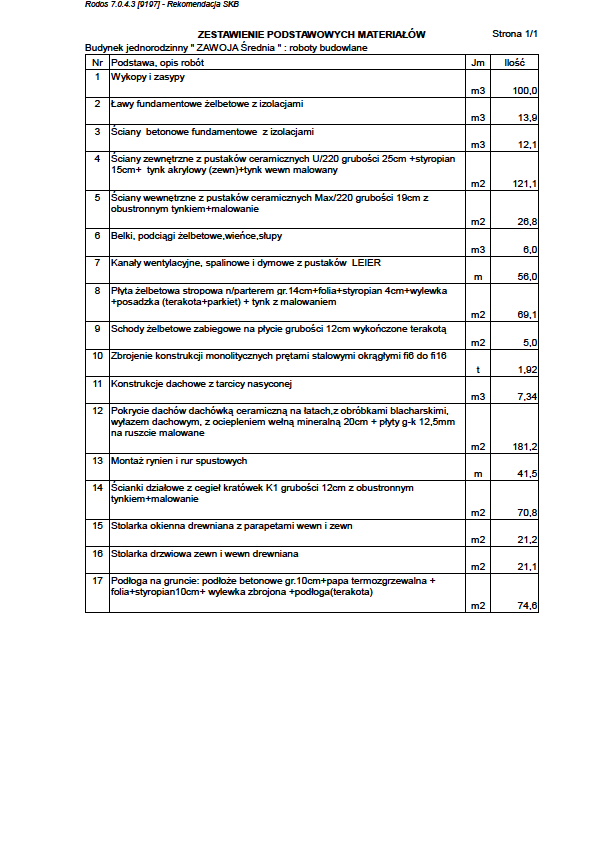 Rodos 7.0.4.3 [9197] - Rekomendacja SKB
ZESTAWIENIE PODSTAWOWYCH MATERIAŁÓW
Strona 1/1
Budynek jednorodzinny " ZAWOJA Średnia " : roboty budowlane
Nr Podstawa, opis robót Jm Ilość
1 Wykopy i zasypy
m3 100,0
2 Ławy fundamentowe żelbetowe z izolacjami
m3 13,9
3 Ściany betonowe fundamentowe z izolacjami
m3 12,1
4 Ściany zewnętrzne z pustaków ceramicznych U/220 grubości 25cm +styropian
15cm+ tynk akrylowy (zewn)+tynk wewn malowany
m2 121,1
5 Ściany wewnętrzne z pustaków ceramicznych Max/220 grubości 19cm z
obustronnym tynkiem+malowanie
m2 26,8
6 Belki, podciągi żelbetowe,wieńce,słupy
m3 6,0
7 Kanały wentylacyjne, spalinowe i dymowe z pustaków LEIER
m 56,0
8 Płyta żelbetowa stropowa n/parterem gr.14cm+folia+styropian 4cm+wylewka
+posadzka (terakota+parkiet) + tynk z malowaniem
m2 69,1
9 Schody żelbetowe zabiegowe na płycie grubości 12cm wykończone terakotą
m2 5,0
10 Zbrojenie konstrukcji monolitycznych prętami stalowymi okrągłymi fi6 do fi16
t 1,92
11 Konstrukcje dachowe z tarcicy nasyconej
m3 7,34
12 Pokrycie dachów dachówką ceramiczną na łatach,z obróbkami blacharskimi,
wyłazem dachowym, z ociepleniem wełną mineralną 20cm + płyty g-k 12,5mm
na ruszcie malowane
m2 181,2
13 Montaż rynien i rur spustowych
m 41,5
14 Ścianki działowe z cegieł kratówek K1 grubości 12cm z obustronnym
tynkiem+malowanie
m2 70,8
15 Stolarka okienna drewniana z parapetami wewn i zewn
m2 21,2
16 Stolarka drzwiowa zewn i wewn drewniana
m2 21,1
17 Podłoga na gruncie: podłoże betonowe gr.10cm+papa termozgrzewalna +
folia+styropian10cm+ wylewka zbrojona +podłoga(terakota)
m2 74,6